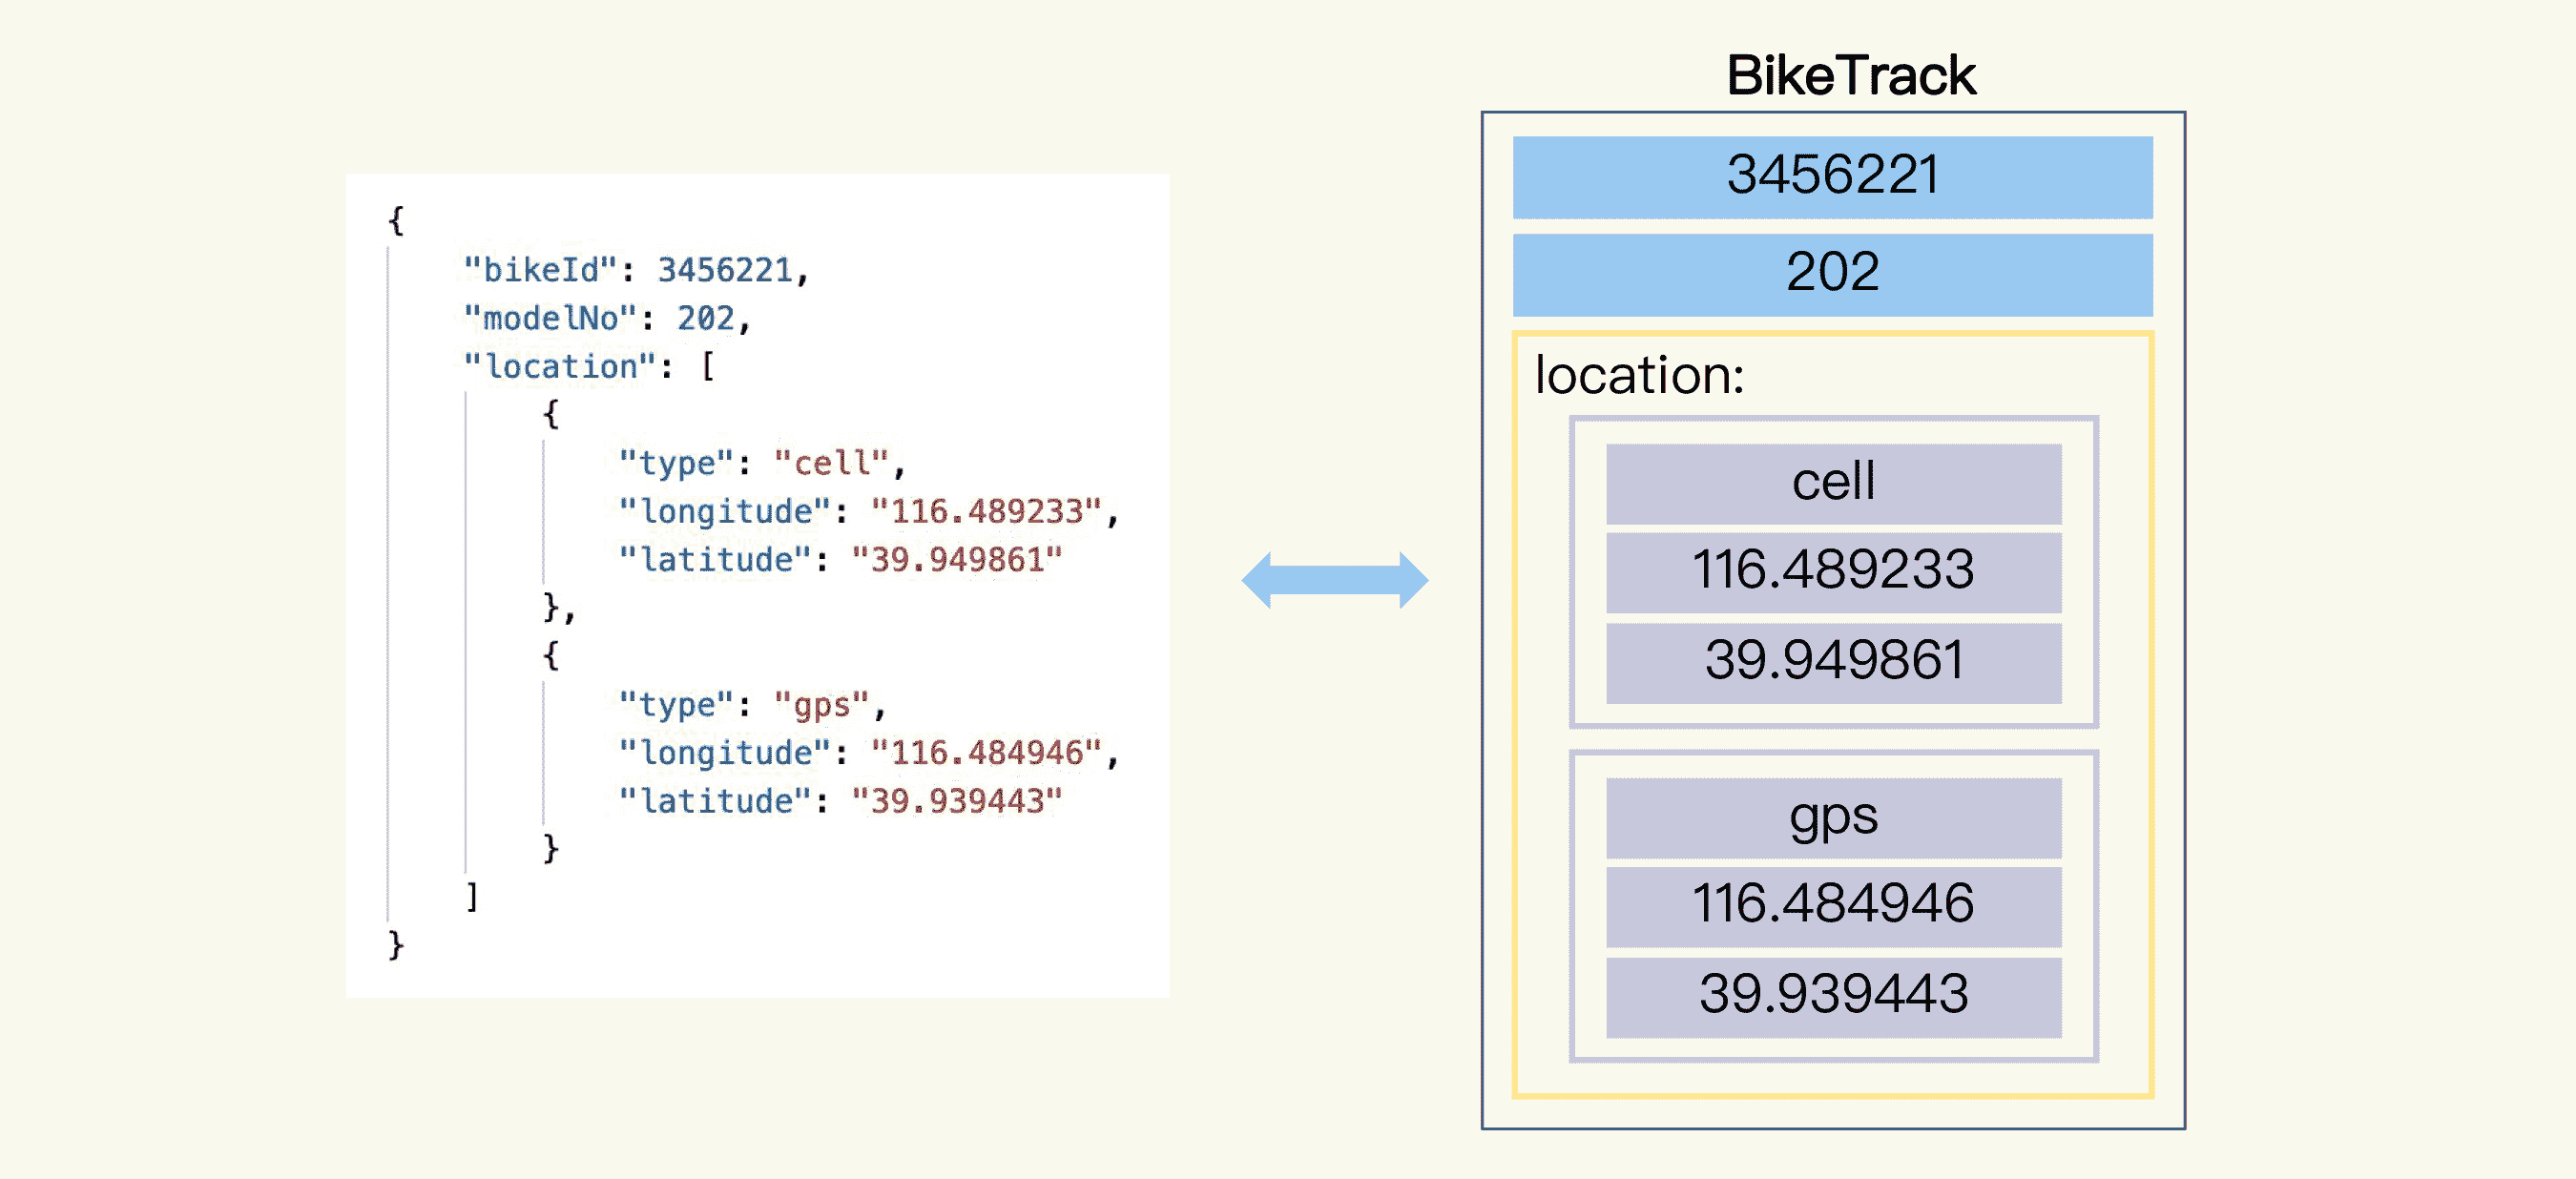 {
"bikeId": 3456221,
"modelNo": 202,
"location": [
{
"type": "cell",
"longitude": "116.489233",
"latitude": "39.949861"
},
{
"type": "gps",
"longitude": "116.484946",
"latitude": "39.939443"
}
]
}
BikeTrack
3456221
202
location:
cell
116.489233
39.949861
gps
116.484946
39.939443